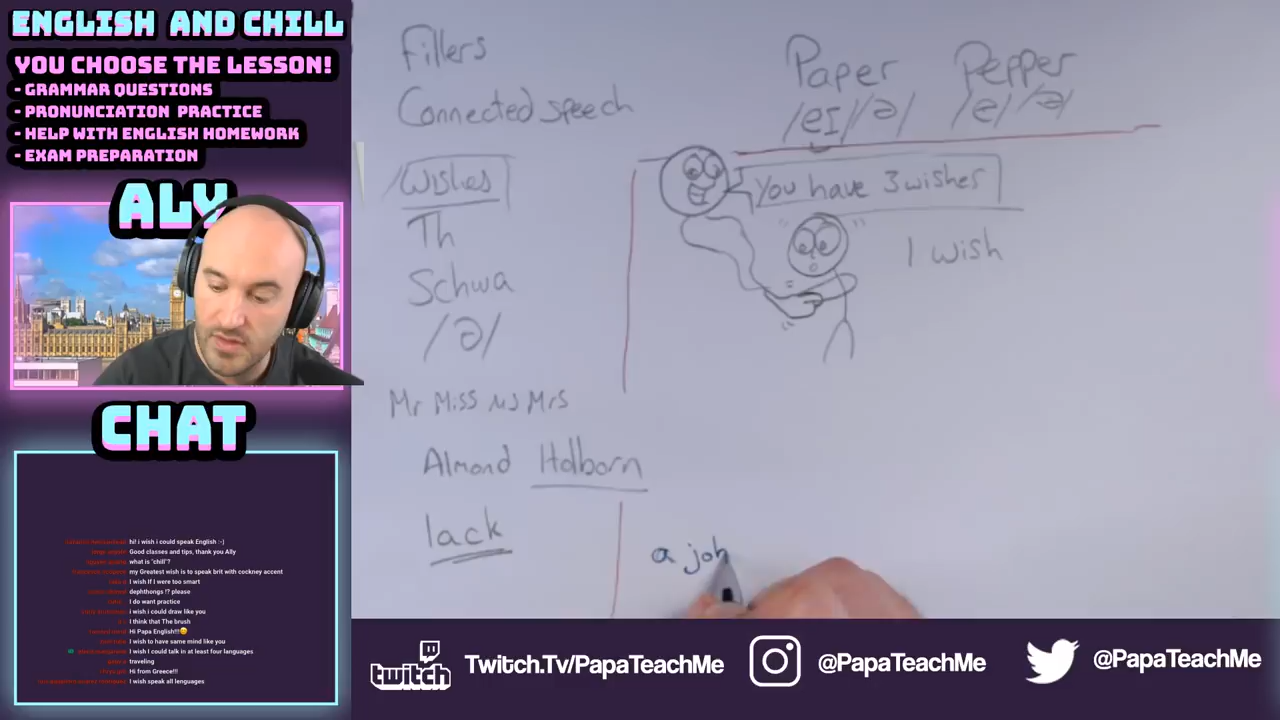 ENGLISH AND CHILL
YOU CHOOSE THE LESSON!
- GRAMMAR QUESTIONS
- PRONUNCIATION PRACTICE
- HELP WITH ENGLISH HOMEWORK
- EXAM PREPARATION
ALY
CHAT
hi! i wish i could speak English :-)
Good classes and tips, thank you Ally
what is "chill"?
my Greatest wish is to speak brit with cockney accent
I wish If I were too smart
dephthongs !? please
I do want practice
i wish i could draw like you
I think that The brush
Hi Papa English!!!😊
I wish to have same mind like you
I wish I could talk in at least four languages
traveling
Hi from Greece!!!
I wish speak all lenguages
Fillers
Connected speech
Wishes
Th
Schwa
/ə/
Mr Miss Ms Mrs
Almond Holborn
lack
Paper Pepper
/eɪ/ /ə/ /e/ /ə/
You have 3 wishes
I wish
a job
twitch
Twitch.Tv/PapaTeachMe
@PapaTeachMe
@PapaTeachMe